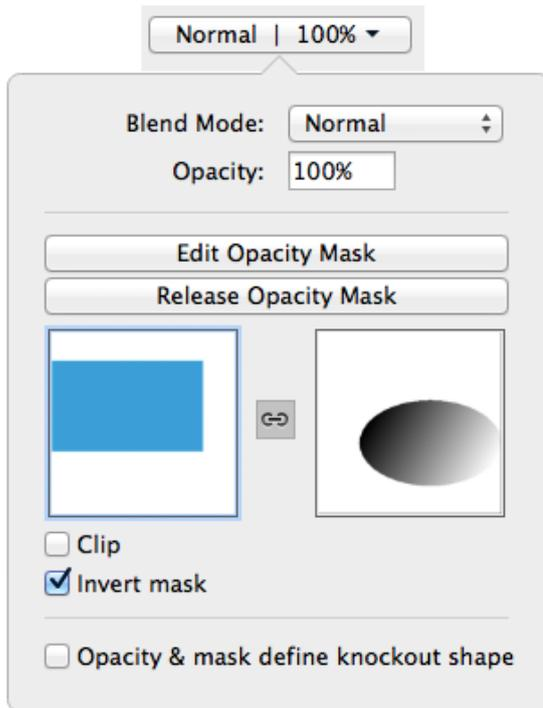 Normal | 100%
Blend Mode: Normal
Opacity: 100%
Edit Opacity Mask
Release Opacity Mask
Clip
Invert mask
Opacity & mask define knockout shape